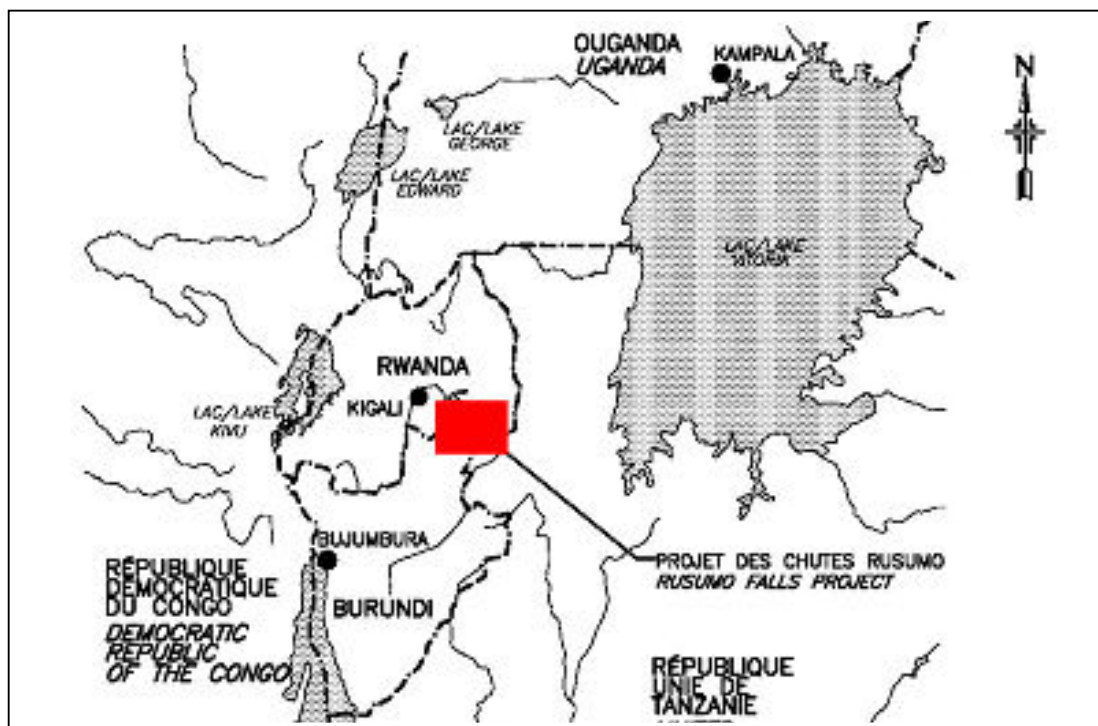 OUGANDA
UGANDA
KAMPALA
N
LAC/LAKE
GEORGE
LAC/LAKE
EDWARD
LAC/LAKE
RWANDA
KIGALI
LAC/LAKE
KIVU
BUJUMBURA
RÉPUBLIQUE
DÉMOCRATIQUE
DU CONGO
DEMOCRATIC
REPUBLIC
OF THE CONGO
BURUNDI
PROJET DES CHUTES RUSUMO
RUSUMO FALLS PROJECT
RÉPUBLIQUE
UNIE DE
TANZANIE